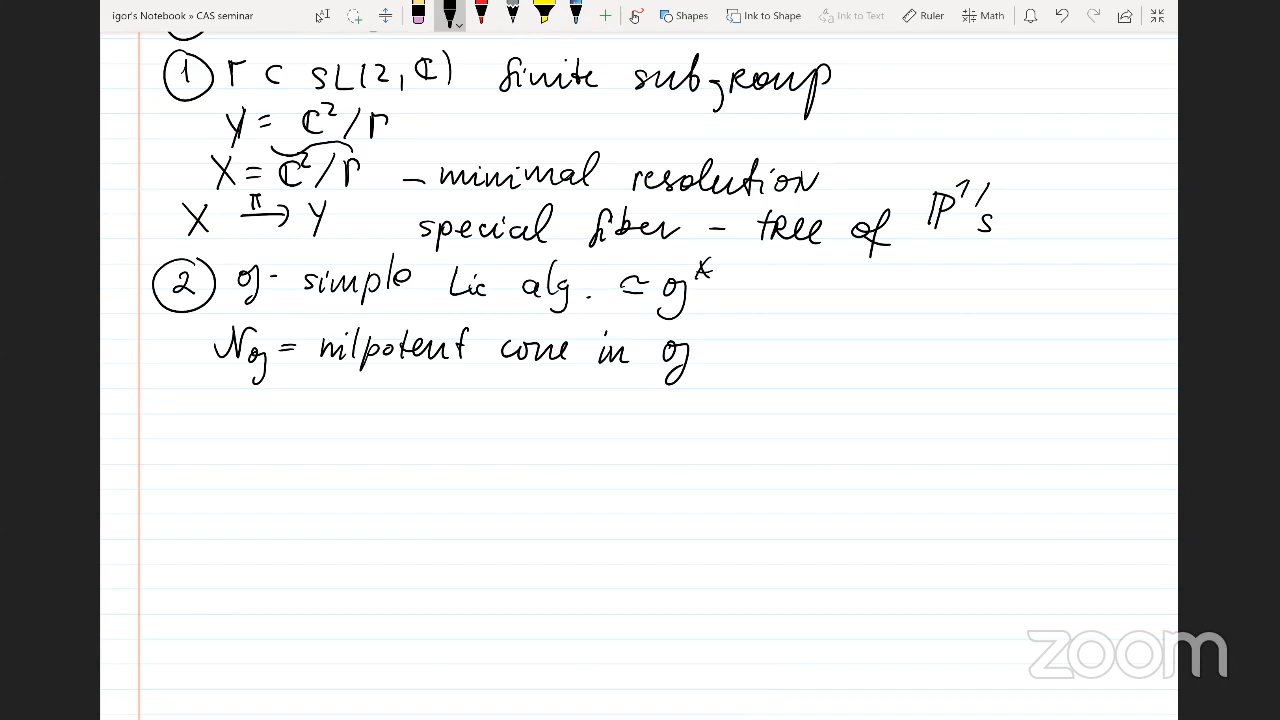 igor's Notebook » CAS seminar
Shapes Ink to Shape Ink to Text Ruler Math
① Γ ⊂ SL(2, ℂ) finite subgroup
Y = ℂ²/Γ
X = ℂ²/Γ – minimal resolution
X →^π Y special fiber – tree of ℙ¹'s
② 𝔤 - simple Lie alg. ≃ 𝔤*
N_𝔤 = nilpotent cone in 𝔤
zoom